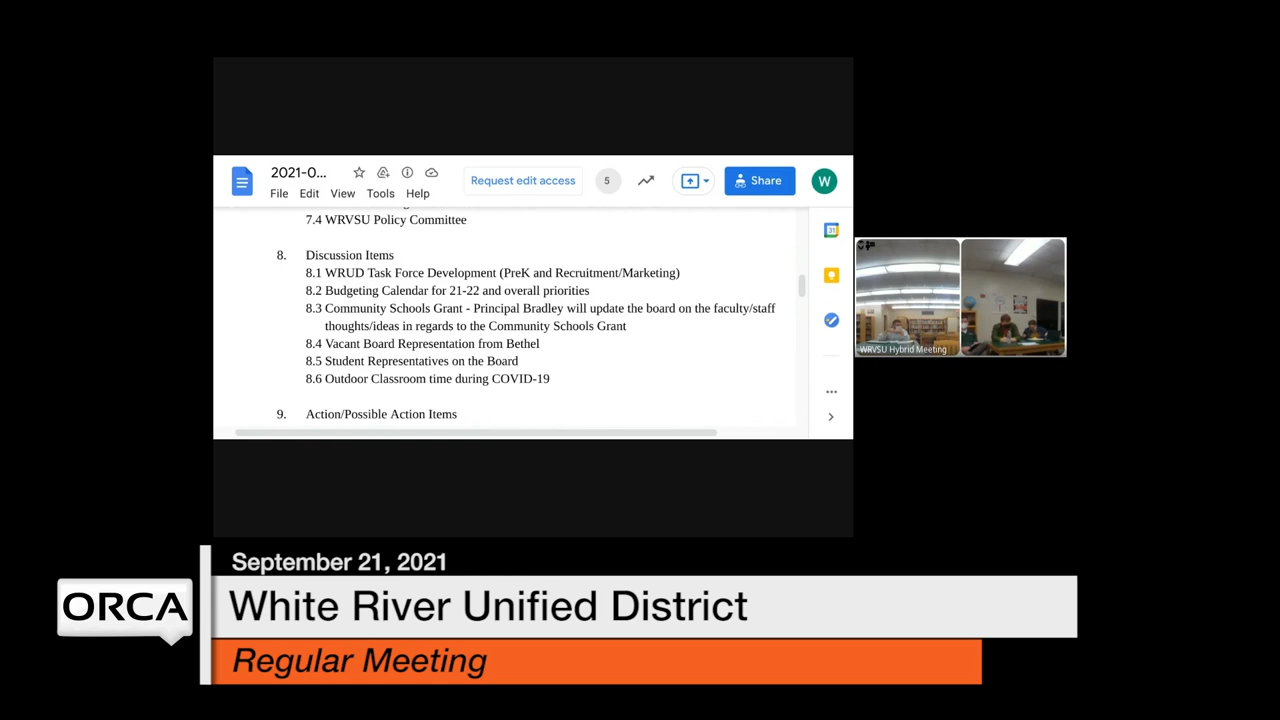 2021-0...
File Edit View Tools Help
Request edit access
5
Share
W
7.4 WRVSU Policy Committee
8. Discussion Items
8.1 WRUD Task Force Development (PreK and Recruitment/Marketing)
8.2 Budgeting Calendar for 21-22 and overall priorities
8.3 Community Schools Grant - Principal Bradley will update the board on the faculty/staff
thoughts/ideas in regards to the Community Schools Grant
8.4 Vacant Board Representation from Bethel
8.5 Student Representatives on the Board
8.6 Outdoor Classroom time during COVID-19
9. Action/Possible Action Items
31
WRVSU Hybrid Meeting
September 21, 2021
ORCA
White River Unified District
Regular Meeting